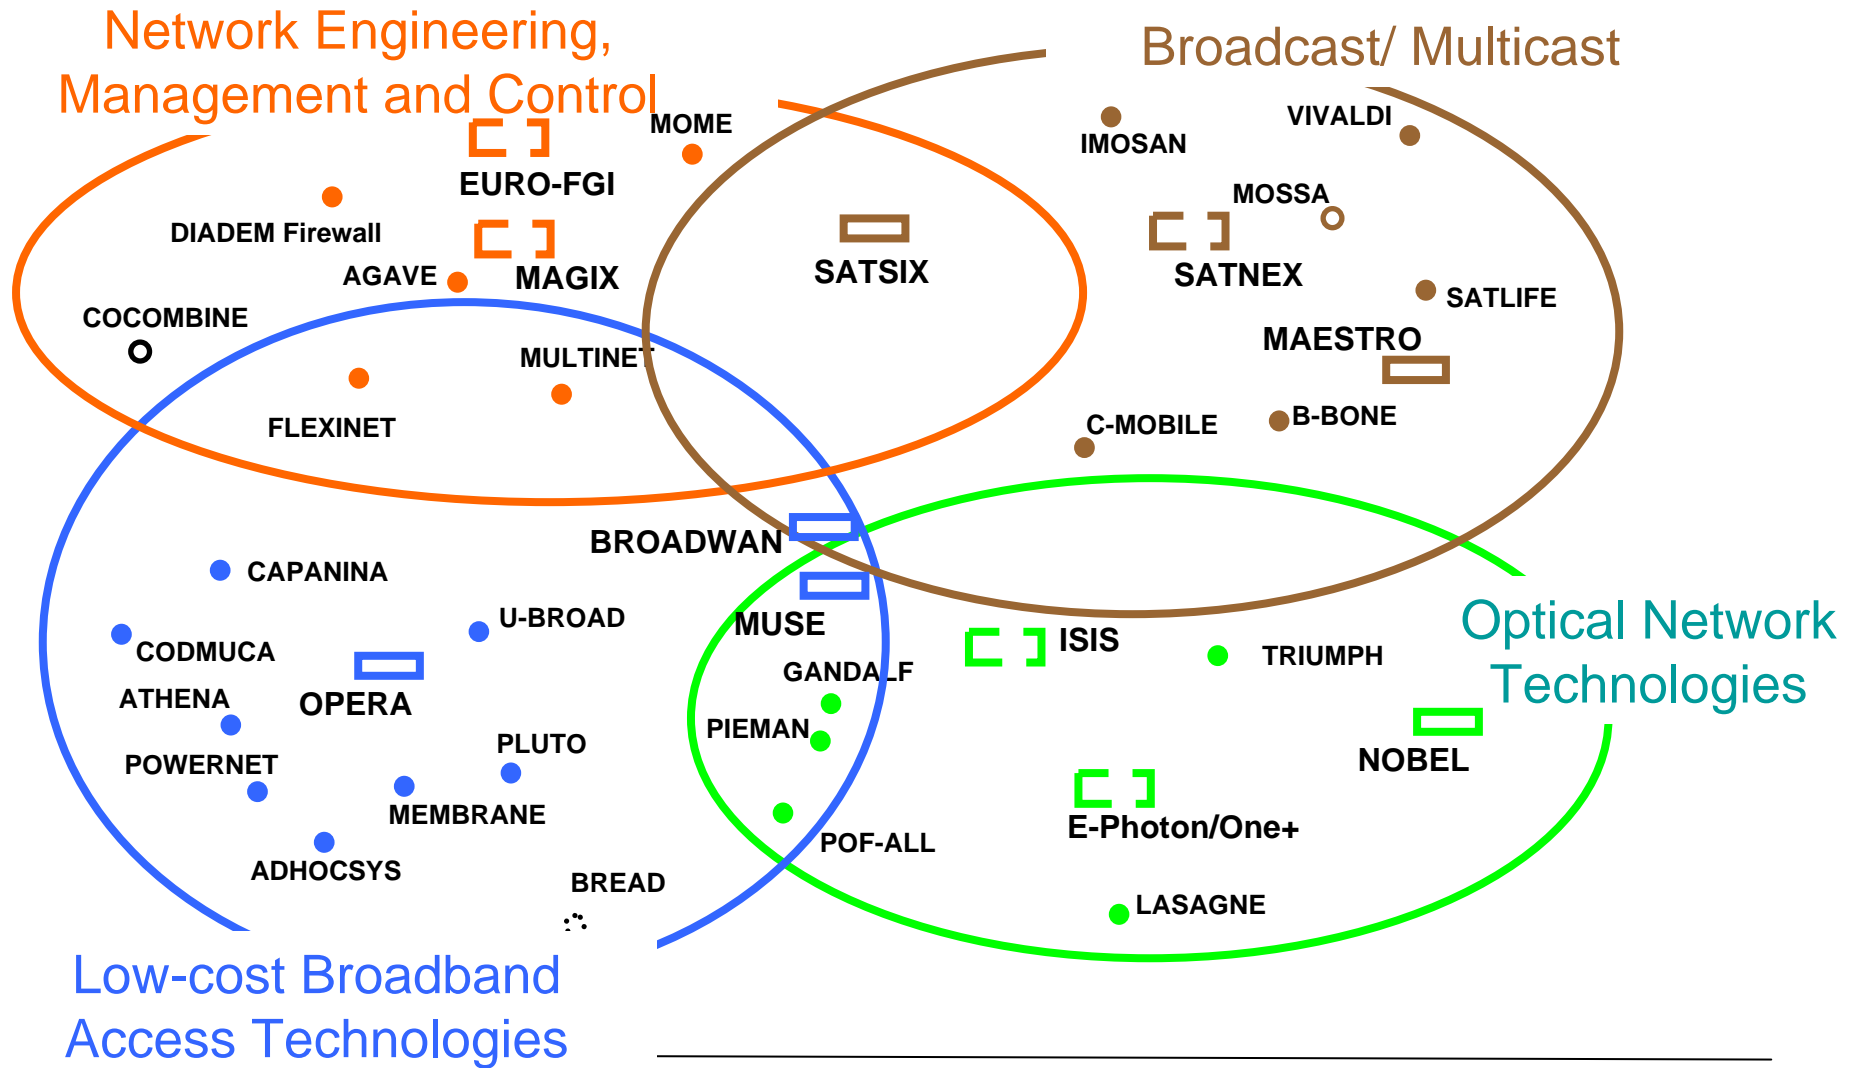 Network Engineering,
Management and Control
Broadcast/ Multicast
MOME
VIVALDI
IMOSAN
EURO-FGI
MOSSA
DIADEM Firewall
AGAVE
MAGIX
SATSIX
SATNEX
SATLIFE
COCOMBINE
MAESTRO
MULTINET
FLEXINET
C-MOBILE
B-BONE
BROADWAN
CAPANINA
U-BROAD
MUSE
ISIS
Optical Network
Technologies
CODMUCA
TRIUMPH
GANDALF
ATHENA
OPERA
PIEMAN
PLUTO
NOBEL
POWERNET
MEMBRANE
E-Photon/One+
POF-ALL
ADHOCSYS
BREAD
LASAGNE
Low-cost Broadband
Access Technologies